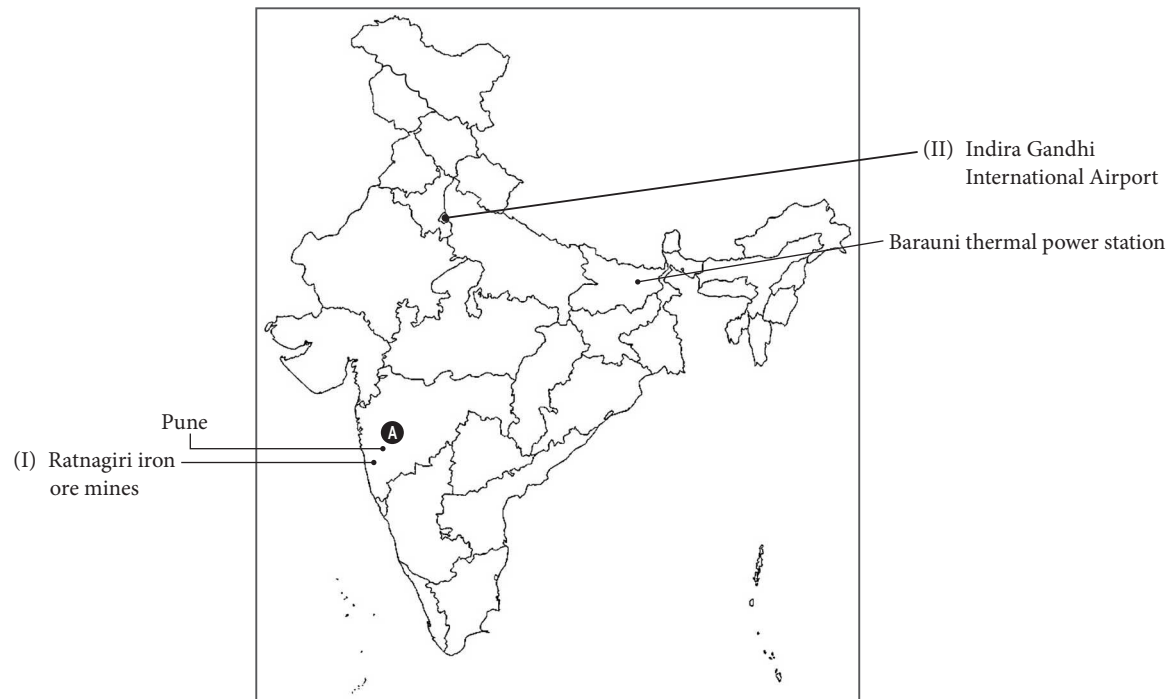 (II) Indira Gandhi
International Airport
Barauni thermal power station
Pune
A
(I) Ratnagiri iron
ore mines